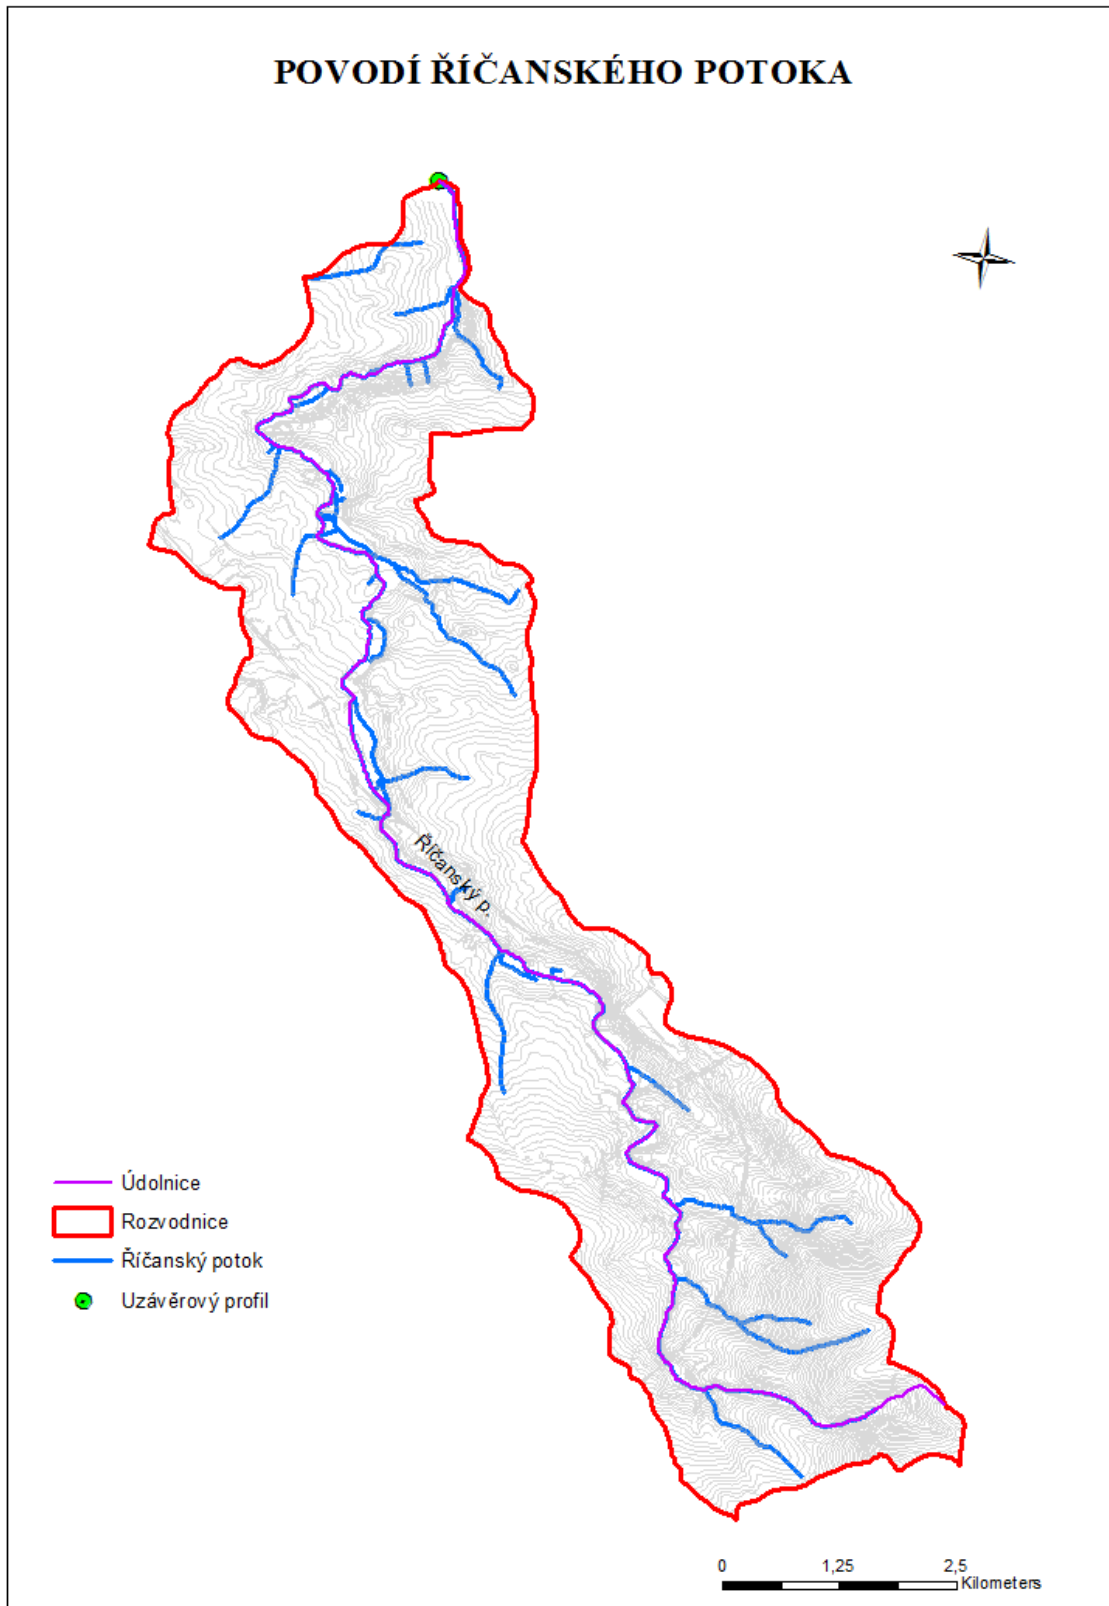 POVODÍ ŘÍČANSKÉHO POTOKA
Říčanský p.
Údolnice
Rozvodnice
Říčanský potok
Uzávěrový profil
0 1,25 2,5
Kilometers